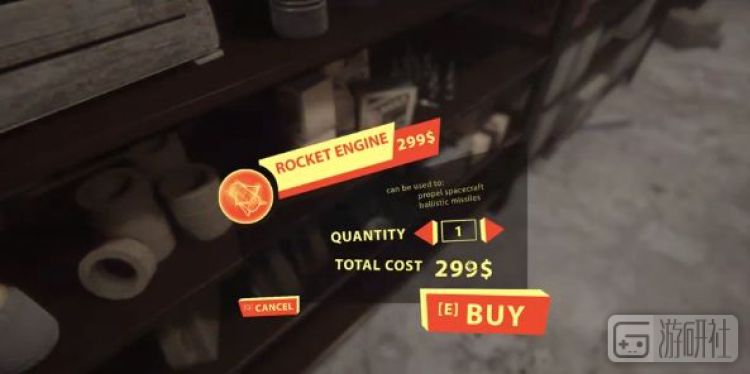 ROCKET ENGINE 299$
can be used to:
propel spacecraft
ballistic missiles
QUANTITY 1
TOTAL COST 299$
CANCEL
[E] BUY
游研社